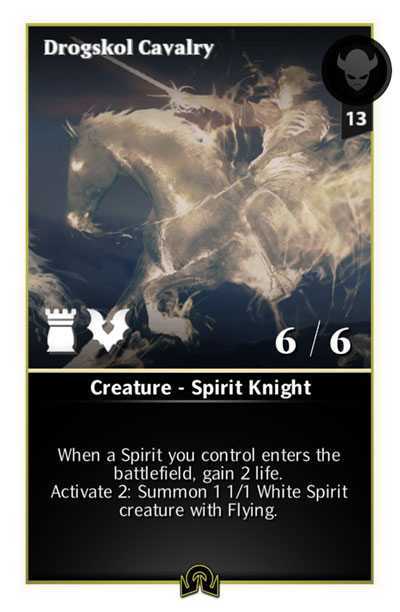 Drogskol Cavalry
13
6 / 6
Creature - Spirit Knight
When a Spirit you control enters the
battlefield, gain 2 life.
Activate 2: Summon 1 1/1 White Spirit
creature with Flying.